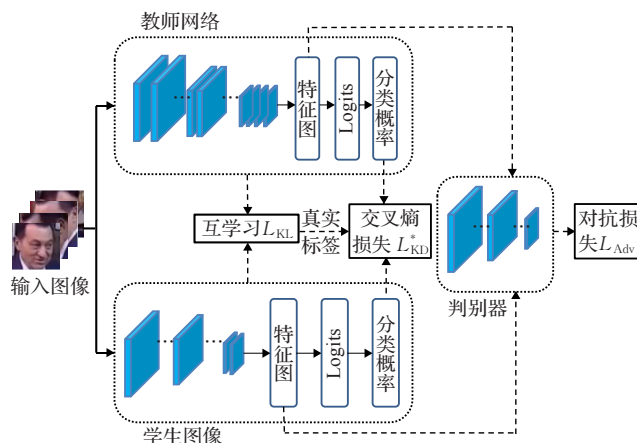 教师网络
特征图
Logits
分类概率
互学习L_KL
真实
标签
交叉熵
损失 L*_KD
对抗损
失L_Adv
输入图像
判别器
特征图
Logits
分类概率
学生图像